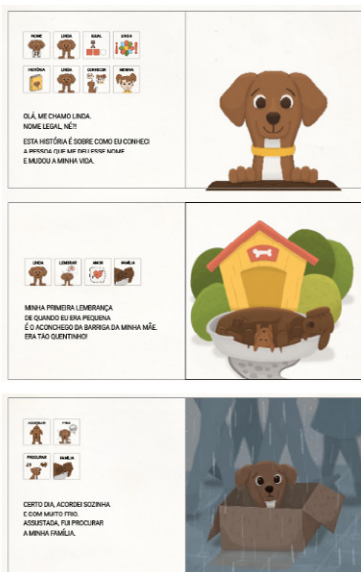 NOME LINDA IGUAL LINDA
HISTÓRIA LINDA CONHECER MENINA
OLÁ, ME CHAMO LINDA.
NOME LEGAL, NÉ?!
ESTA HISTÓRIA É SOBRE COMO EU CONHECI
A PESSOA QUE ME DEU ESSE NOME
E MUDOU A MINHA VIDA.
LINDA LEMBRAR AMOR FAMÍLIA
MINHA PRIMEIRA LEMBRANÇA
DE QUANDO EU ERA PEQUENA
É O ACONCHEGO DA BARRIGA DA MINHA MÃE.
ERA TÃO QUENTINHO!
FRIO
PROCURAR FAMÍLIA
CERTO DIA, ACORDEI SOZINHA
E COM MUITO FRIO.
ASSUSTADA, FUI PROCURAR
A MINHA FAMÍLIA.